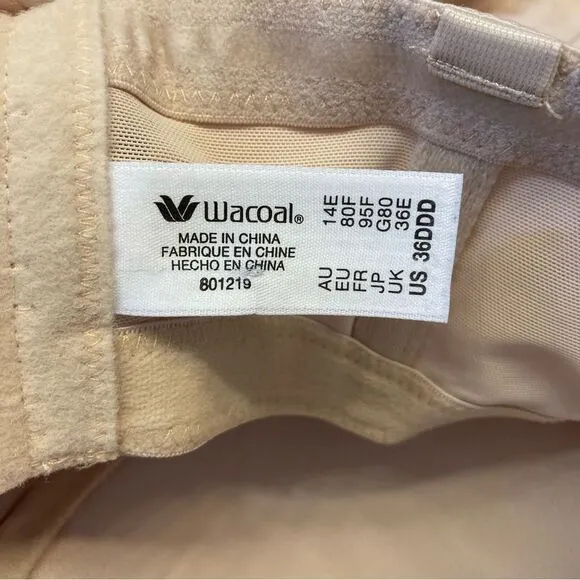 Wacoal®
MADE IN CHINA
FABRIQUE EN CHINE
HECHO EN CHINA
801219
AU 14E
EU 80F
FR 95F
JP G80
UK 36E
US 36DDD